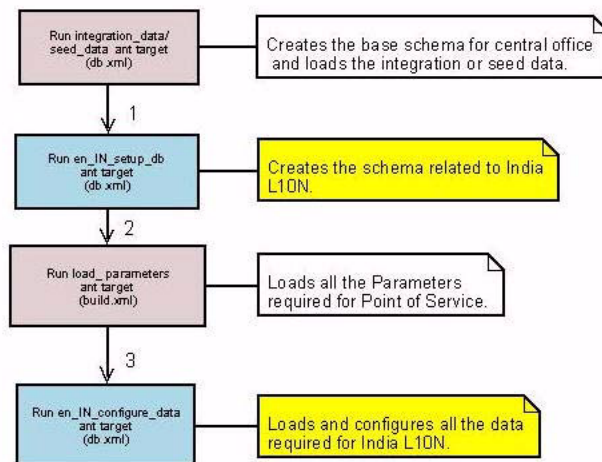 Run integration_data/
seed_data ant target
(db.xml)
Creates the base schema for central office
and loads the integration or seed data.
1
Run en_IN_setup_db
ant target
(db.xml)
Creates the schema related to India
L10N.
2
Run load_parameters
ant target
(build.xml)
Loads all the Parameters
required for Point of Service.
3
Run en_IN_configure_data
ant target
(db.xml)
Loads and configures all the data
required for India L10N.